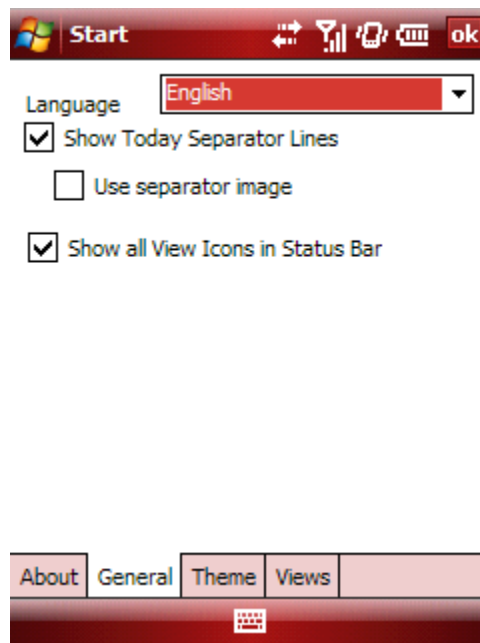 Start ok
Language English
Show Today Separator Lines
Use separator image
Show all View Icons in Status Bar
About General Theme Views